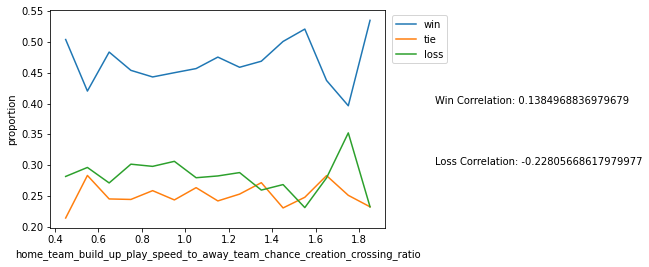 0.55
0.50
0.45
0.40
0.35
0.30
0.25
0.20
proportion
0.4 0.6 0.8 1.0 1.2 1.4 1.6 1.8
home_team_build_up_play_speed_to_away_team_chance_creation_crossing_ratio
win
tie
loss
Win Correlation: 0.1384968836979679
Loss Correlation: -0.22805668617979977